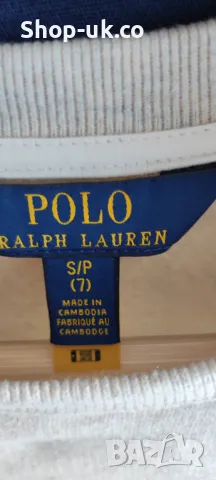 Shop-uk.co
POLO
RALPH LAUREN
S/P
(7)
MADE IN
CAMBODIA
FABRIQUÉ AU
CAMBODGE
BAZAR